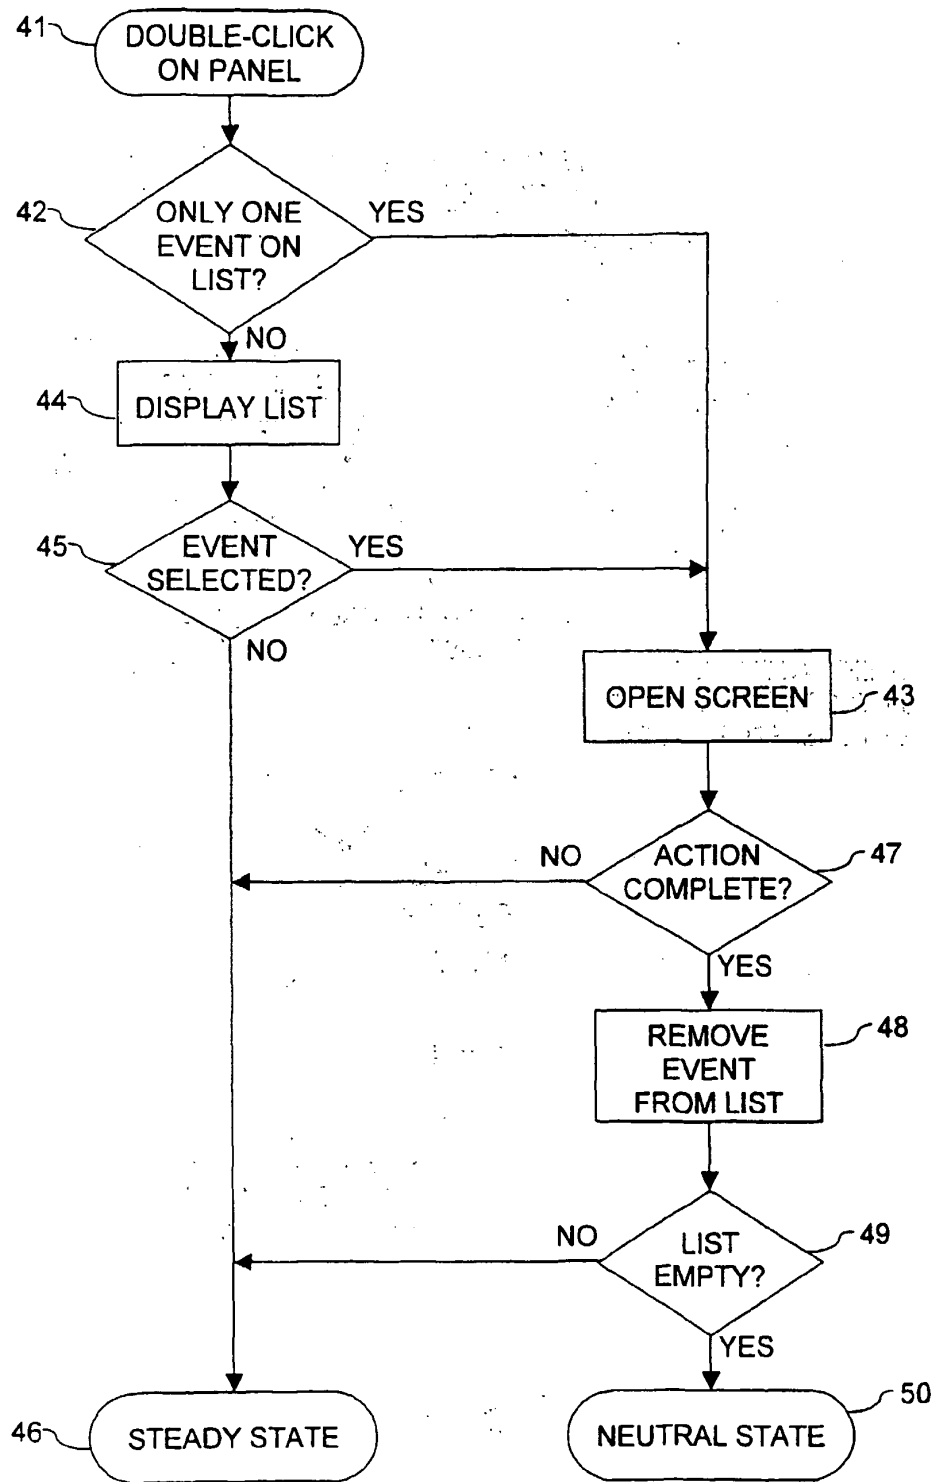 41
DOUBLE-CLICK
ON PANEL
42
ONLY ONE
EVENT ON
LIST?
YES
NO
44
DISPLAY LIST
45
EVENT
SELECTED?
YES
NO
OPEN SCREEN
43
NO
ACTION
COMPLETE?
47
YES
REMOVE
EVENT
FROM LIST
48
NO
LIST
EMPTY?
49
YES
46
STEADY STATE
NEUTRAL STATE
50